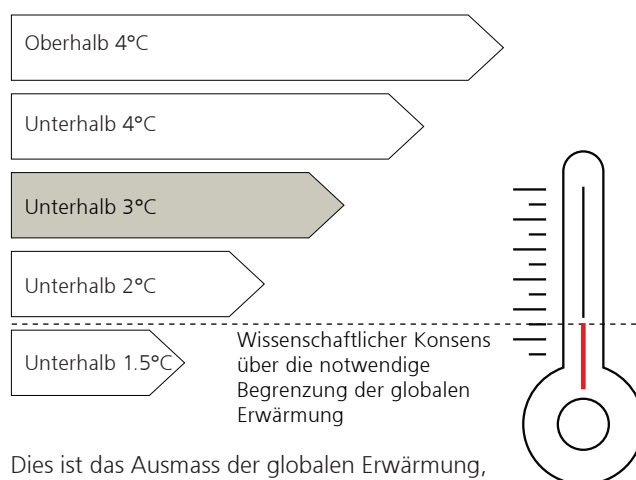 Oberhalb 4°C
Unterhalb 4°C
Unterhalb 3°C
Unterhalb 2°C
Unterhalb 1.5°C
Wissenschaftlicher Konsens
über die notwendige
Begrenzung der globalen
Erwärmung
Dies ist das Ausmass der globalen Erwärmung,